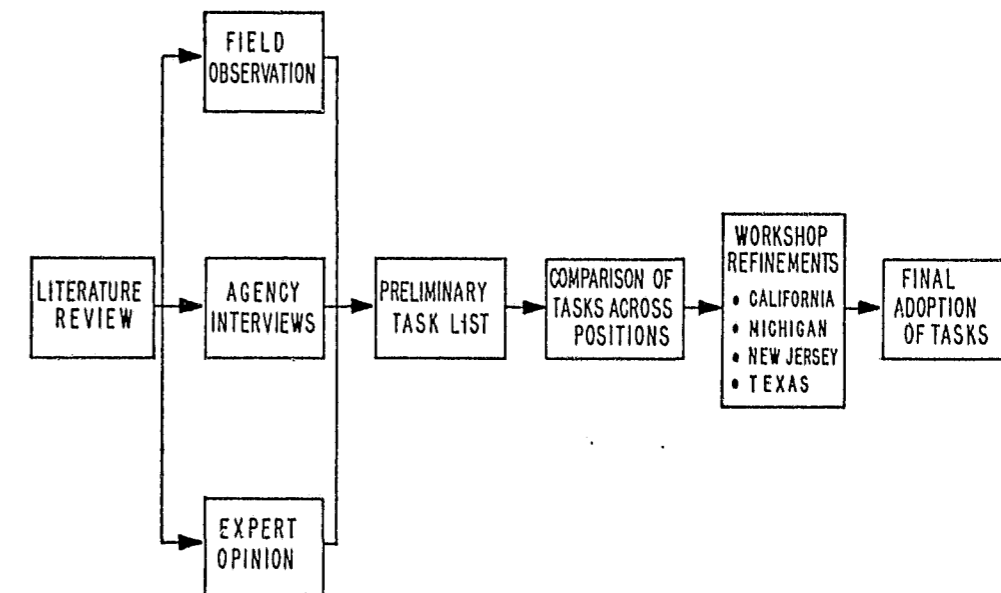 FIELD
OBSERVATION
LITERATURE
REVIEW
AGENCY
INTERVIEWS
EXPERT
OPINION
PRELIMINARY
TASK LIST
COMPARISON OF
TASKS ACROSS
POSITIONS
WORKSHOP
REFINEMENTS
• CALIFORNIA
• MICHIGAN
• NEW JERSEY
• TEXAS
FINAL
ADOPTION
OF TASKS